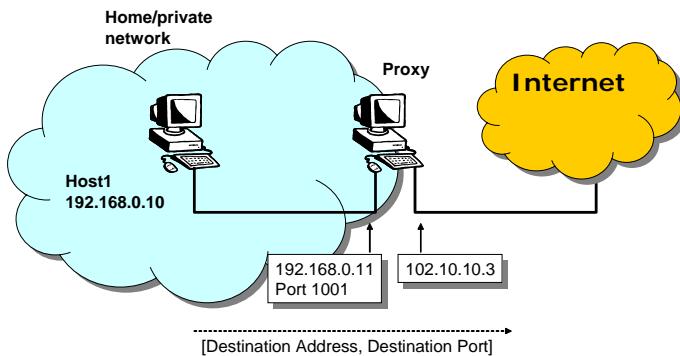 Home/private
network
Proxy
Internet
Host1
192.168.0.10
192.168.0.11
Port 1001
102.10.10.3
[Destination Address, Destination Port]